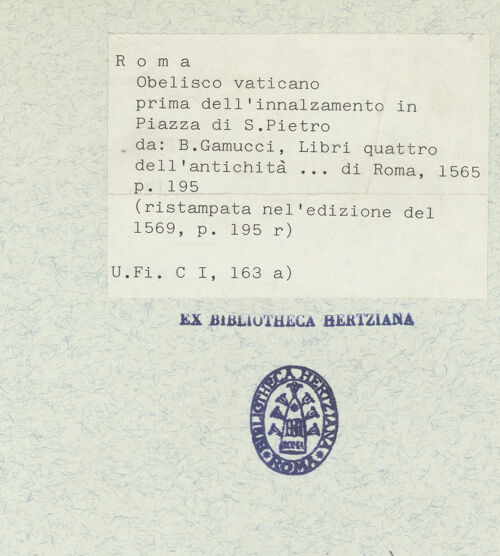 R o m a
Obelisco vaticano
prima dell'innalzamento in
Piazza di S.Pietro
da: B.Gamucci, Libri quattro
dell'antichità ... di Roma, 1565
p. 195
(ristampata nel'edizione del
1569, p. 195 r)
U.Fi. C I, 163 a)
EX BIBLIOTHECA HERTZIANA
BIBLIOTHECA HERTZIANA
ROMA
ROMA